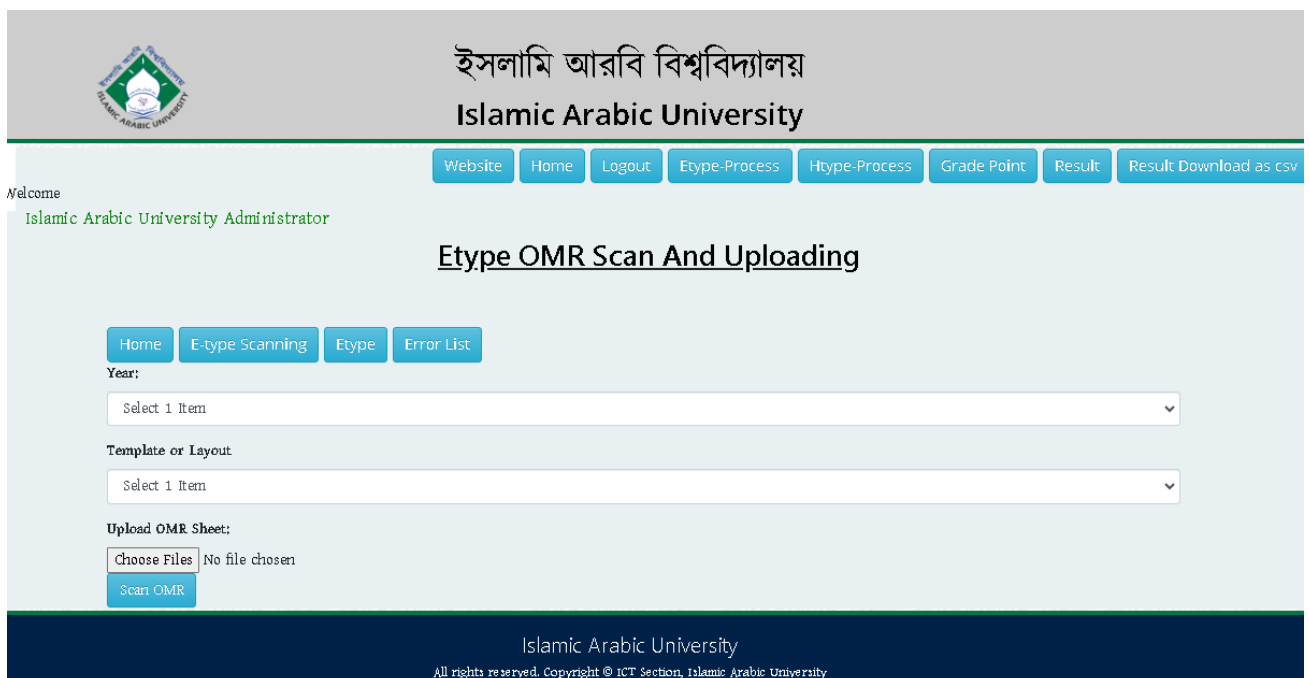 ইসলামি আরবি বিশ্ববিদ্যালয়
ISLAMIC ARABIC UNIVERSITY
Islamic Arabic University
Website Home Logout Etype-Process Htype-Process Grade Point Result Result Download as csv
Welcome
Islamic Arabic University Administrator
Etype OMR Scan And Uploading
Home E-type Scanning Etype Error List
Year:
Select 1 Item
Template or Layout
Select 1 Item
Upload OMR Sheet:
Choose Files No file chosen
Scan OMR
Islamic Arabic University
All rights reserved. Copyright © ICT Section, Islamic Arabic University